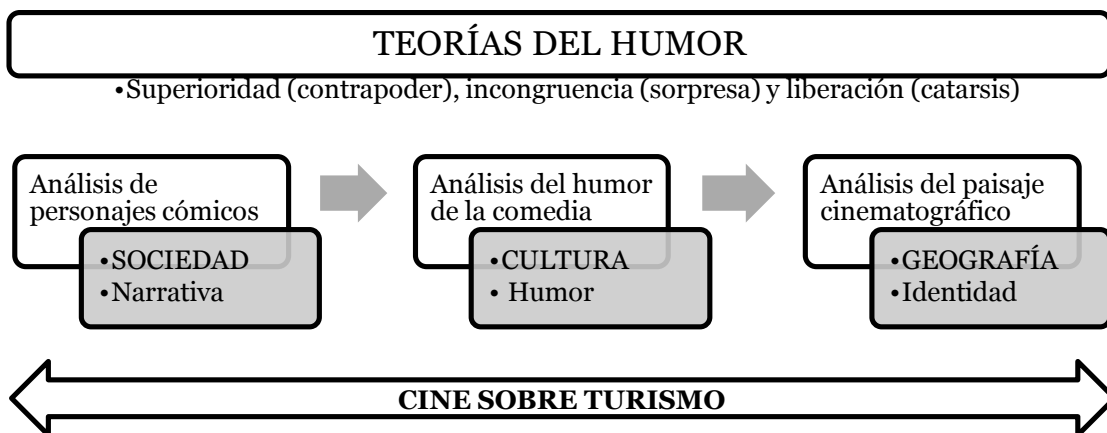 TEORÍAS DEL HUMOR
•Superioridad (contrapoder), incongruencia (sorpresa) y liberación (catarsis)
Análisis de
personajes cómicos
•SOCIEDAD
•Narrativa
Análisis del humor
de la comedia
•CULTURA
• Humor
Análisis del paisaje
cinematográfico
•GEOGRAFÍA
•Identidad
CINE SOBRE TURISMO